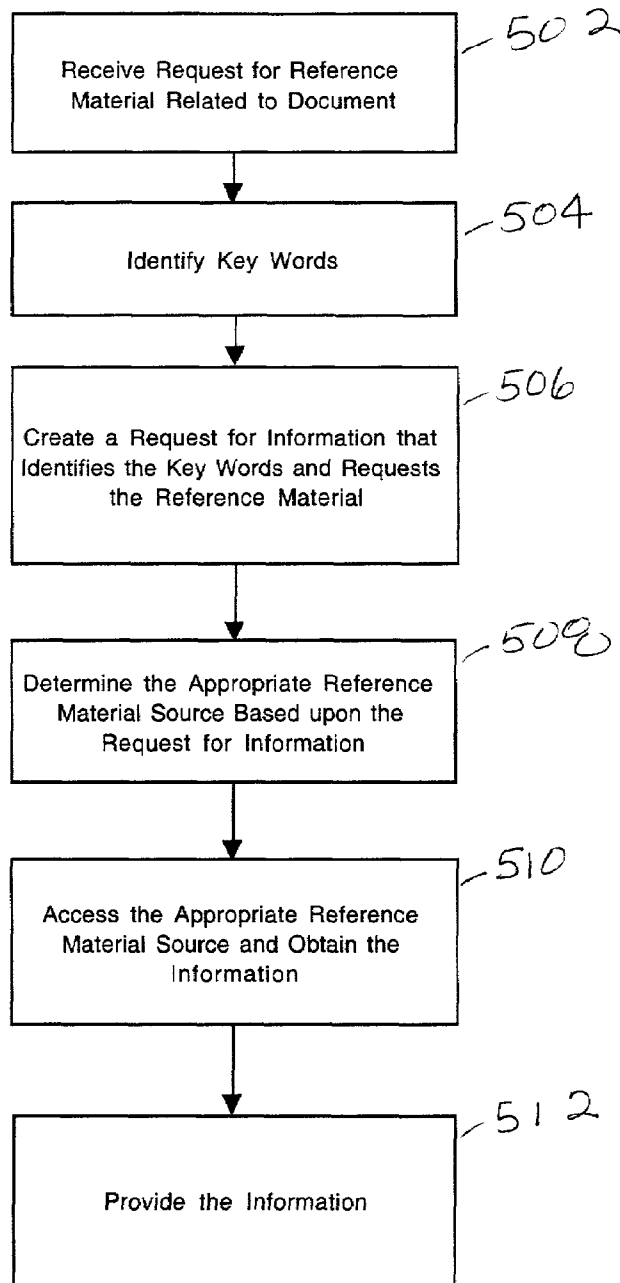 502
Receive Request for Reference
Material Related to Document
504
Identify Key Words
506
Create a Request for Information that
Identifies the Key Words and Requests
the Reference Material
508
Determine the Appropriate Reference
Material Source Based upon the
Request for Information
510
Access the Appropriate Reference
Material Source and Obtain the
Information
512
Provide the Information